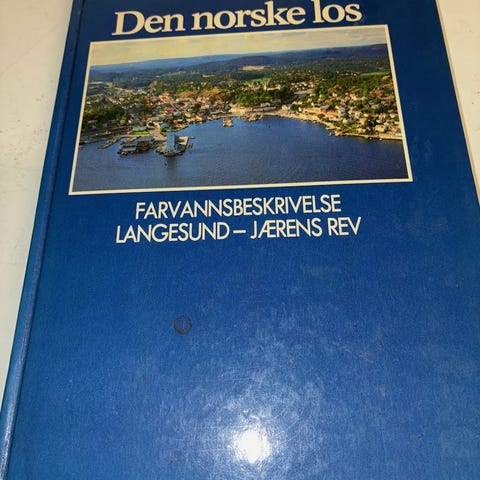 Den norske los
FARVANNSBESKRIVELSE
LANGESUND – JÆRENS REV